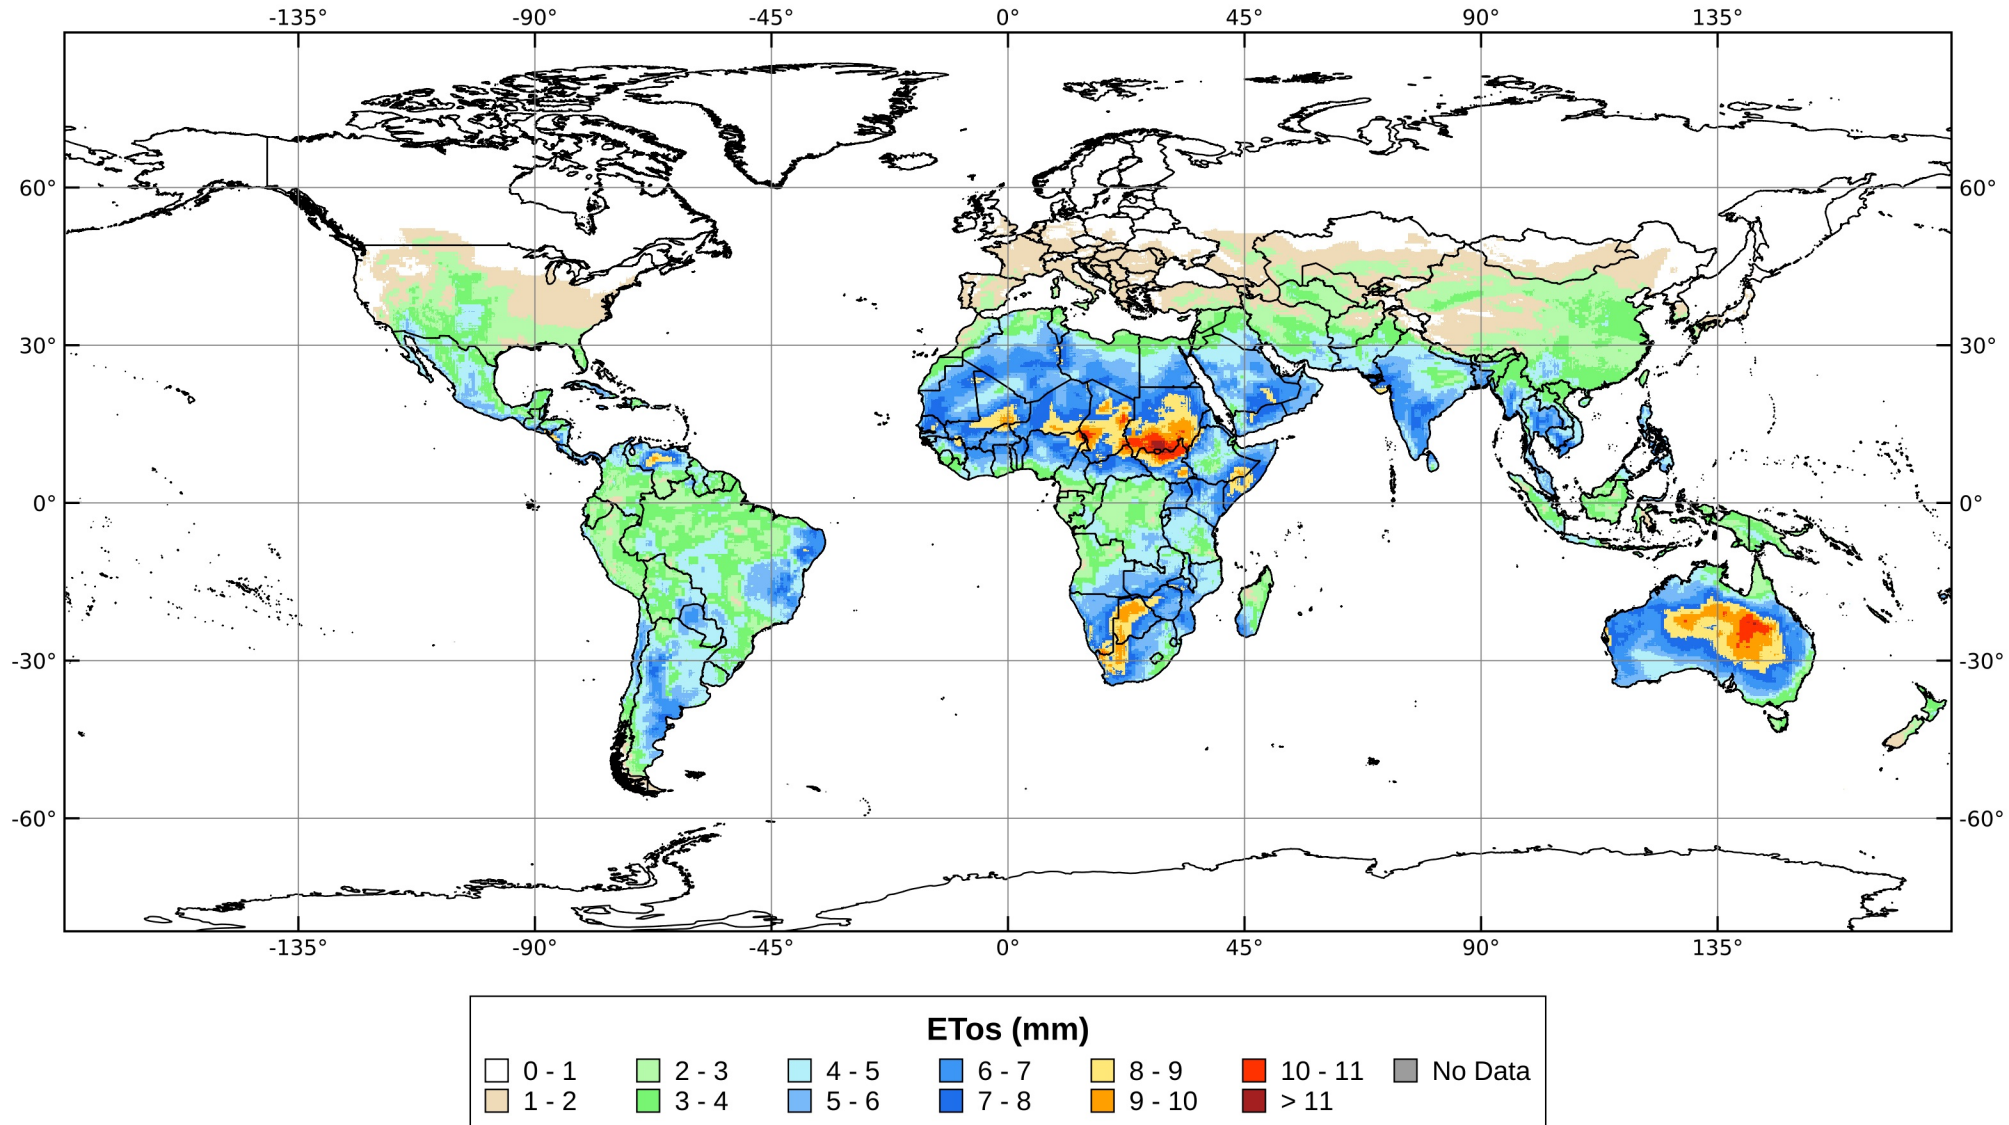 -135° -90° -45° 0° 45° 90° 135°
60° 60°
30° 30°
0° 0°
-30° -30°
-60° -60°
-135° -90° -45° 0° 45° 90° 135°
ETos (mm)
0 - 1 2 - 3 4 - 5 6 - 7 8 - 9 10 - 11 No Data
1 - 2 3 - 4 5 - 6 7 - 8 9 - 10 > 11